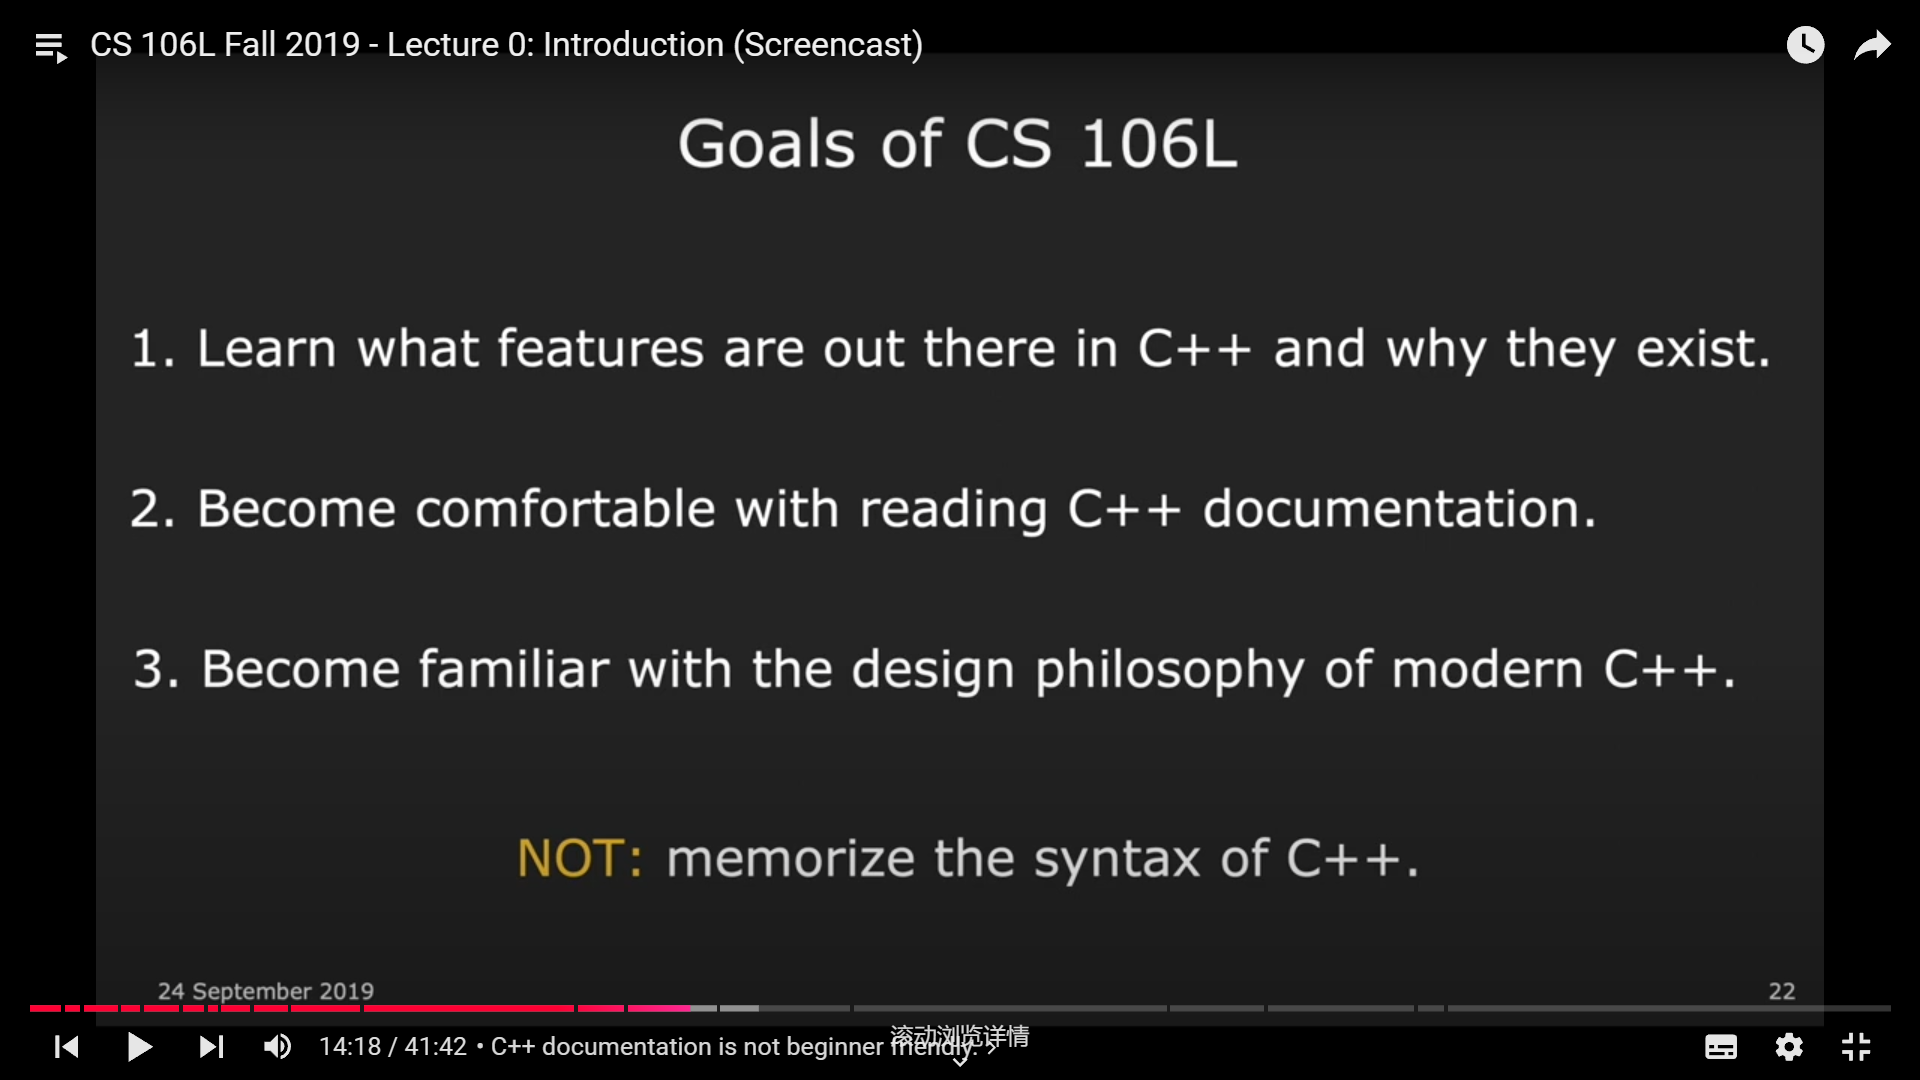 CS 106L Fall 2019 - Lecture 0: Introduction (Screencast)
Goals of CS 106L
1. Learn what features are out there in C++ and why they exist.
2. Become comfortable with reading C++ documentation.
3. Become familiar with the design philosophy of modern C++.
NOT: memorize the syntax of C++.
24 September 2019
22
滚动浏览详情
14:18 / 41:42 • C++ documentation is not beginner friendly. >